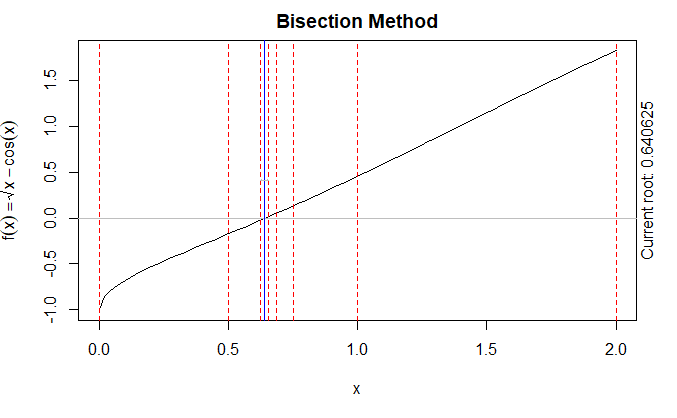 Bisection Method
f(x) = √x − cos(x)
1.5
1.0
0.5
0.0
-0.5
-1.0
0.0 0.5 1.0 1.5 2.0
x
Current root: 0.640625